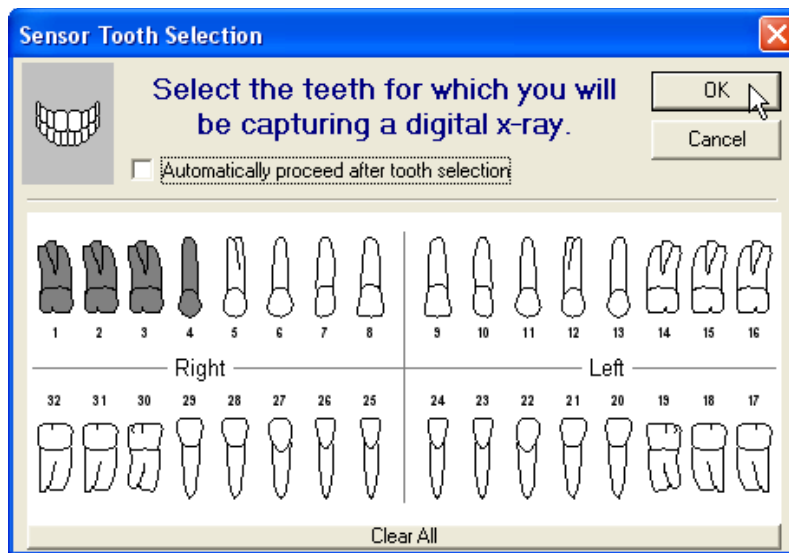 Sensor Tooth Selection
Select the teeth for which you will
be capturing a digital x-ray.
OK
Cancel
Automatically proceed after tooth selection
1 2 3 4 5 6 7 8 9 10 11 12 13 14 15 16
Right Left
32 31 30 29 28 27 26 25 24 23 22 21 20 19 18 17
Clear All